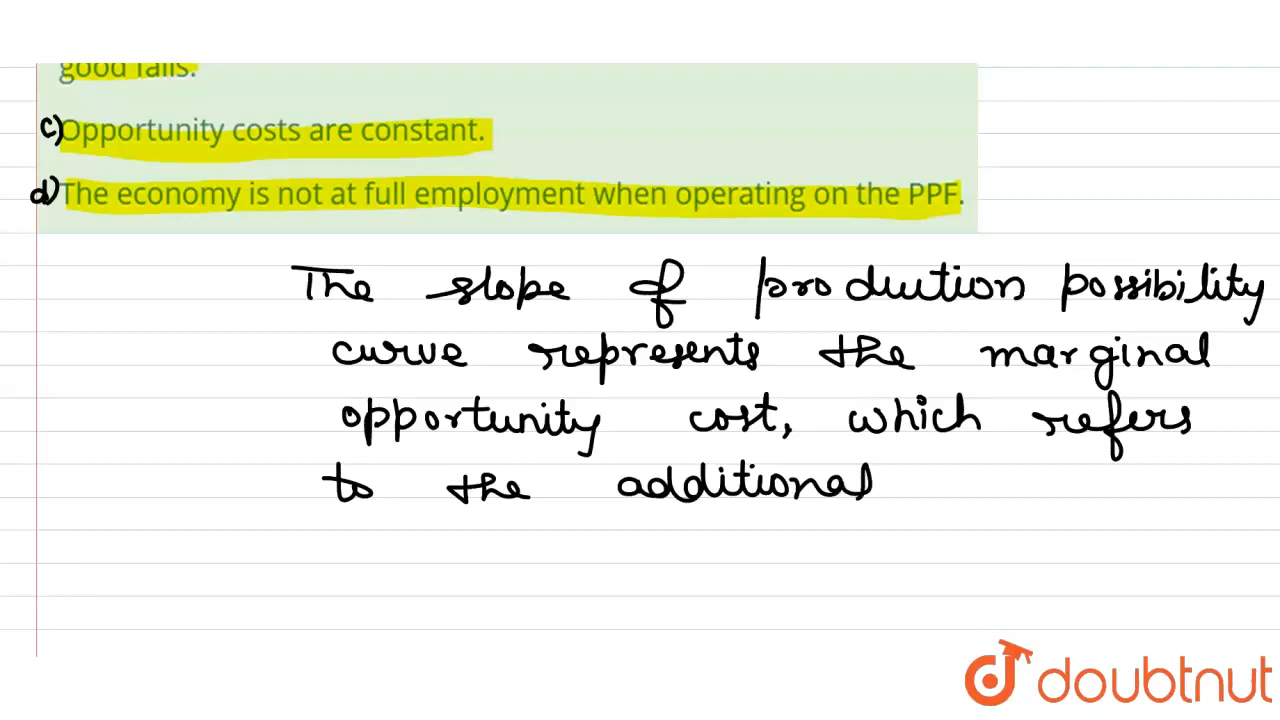 good falls.
c) Opportunity costs are constant.
d) The economy is not at full employment when operating on the PPF.
The slope of production possibility
curve represents the marginal
opportunity cost, which refers
to the additional
doubtnut